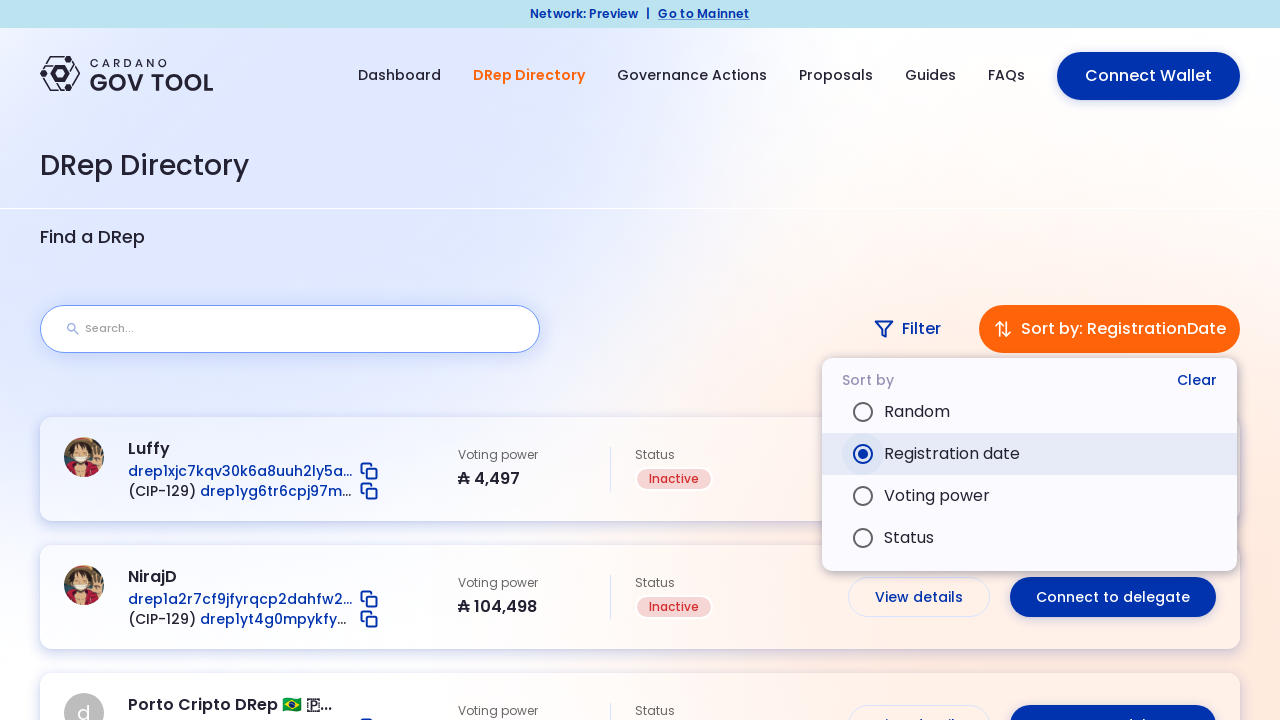 Network: Preview | Go to Mainnet
CARDANO
GOV TOOL
Dashboard
DRep Directory
Governance Actions
Proposals
Guides
FAQs
Connect Wallet
DRep Directory
Find a DRep
Search...
Filter
Sort by: RegistrationDate
Sort by
Clear
Random
Registration date
Voting power
Status
Luffy
drep1xjc7kqv30k6a8uuh2ly5a...
(CIP-129) drep1yg6tr6cpj97m...
Voting power
₳ 4,497
Status
Inactive
NirajD
drep1a2r7cf9jfyrqcp2dahfw2...
(CIP-129) drep1yt4g0mpykfy...
Voting power
₳ 104,498
Status
Inactive
View details
Connect to delegate
d
Porto Cripto DRep 🇧🇷 🇵...
Voting power
Status